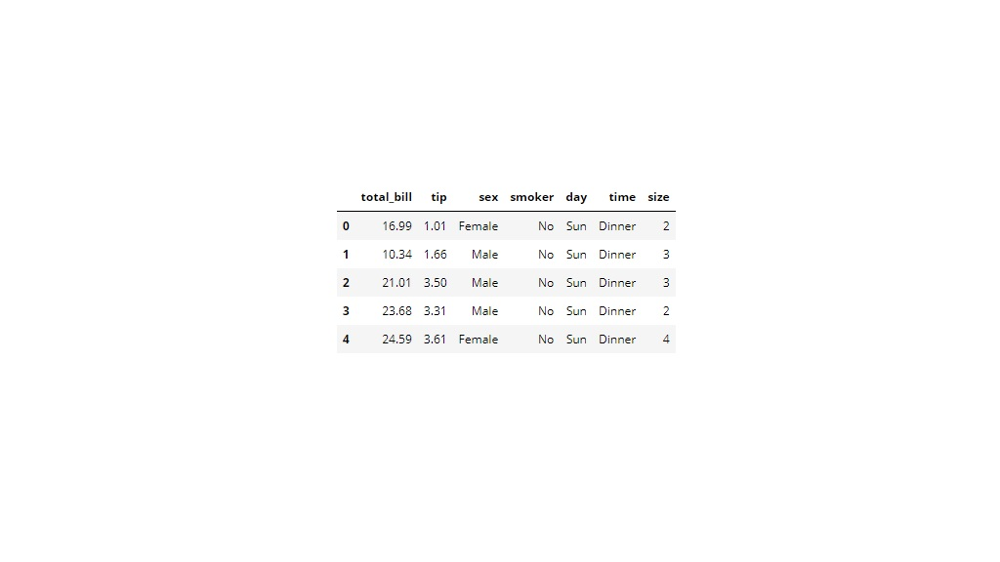 total_bill tip sex smoker day time size
0 16.99 1.01 Female No Sun Dinner 2
1 10.34 1.66 Male No Sun Dinner 3
2 21.01 3.50 Male No Sun Dinner 3
3 23.68 3.31 Male No Sun Dinner 2
4 24.59 3.61 Female No Sun Dinner 4